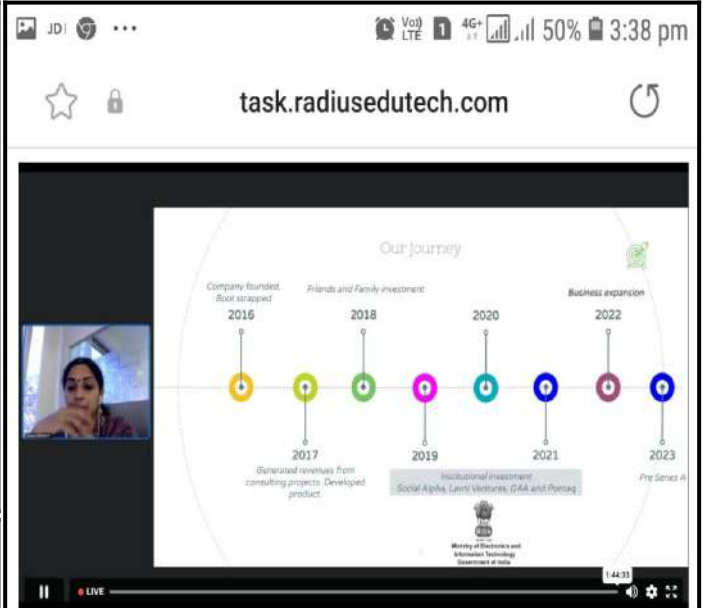 JDI ... Vo)) LTE 1 4G+ 50% 3:38 pm
task.radiusedutech.com
Our Journey
Company founded, Friends and Family investment Business expansion
Boot strapped
2016 2018 2020 2022
2017 2019 2021 2023
Generated revenues from Institutional investment Pre Series A
consulting projects. Developed Social Alpha, Lavni Ventures, GAA and Pontaq
product.
Ministry of Electronics and
Information Technology
Government of India
1:44:33
LIVE